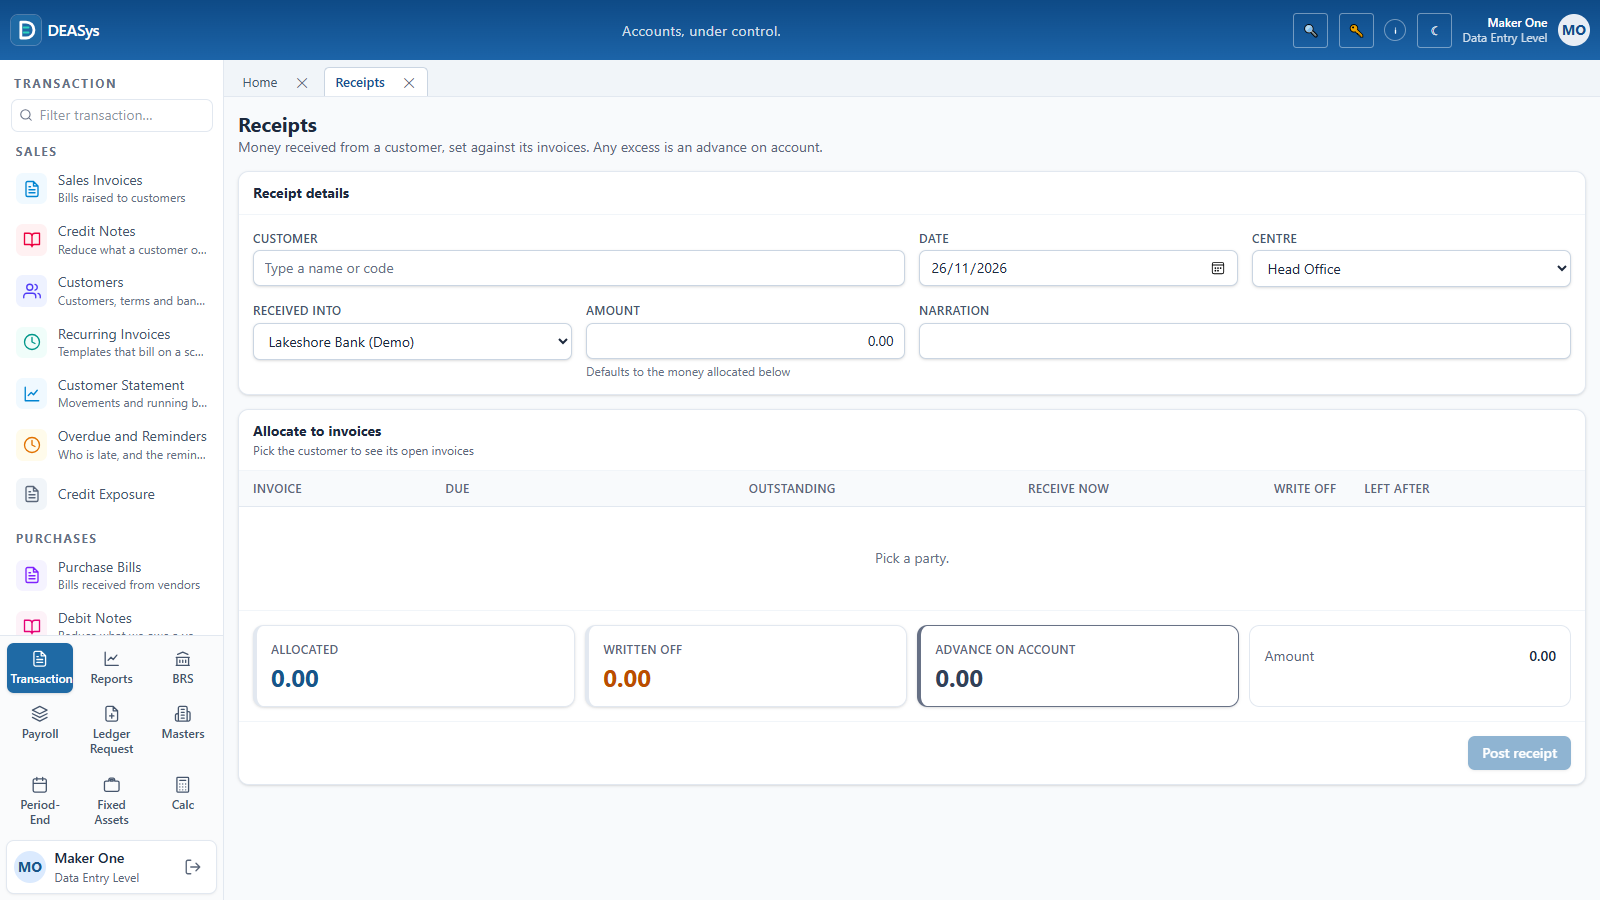 DEASys
Accounts, under control.
Maker One
Data Entry Level
MO
TRANSACTION
Filter transaction...
SALES
Sales Invoices
Bills raised to customers
Credit Notes
Reduce what a customer o...
Customers
Customers, terms and ban...
Recurring Invoices
Templates that bill on a sc...
Customer Statement
Movements and running b...
Overdue and Reminders
Who is late, and the remin...
Credit Exposure
PURCHASES
Purchase Bills
Bills received from vendors
Debit Notes
Transaction
Reports
BRS
Payroll
Ledger Request
Masters
Period-End
Fixed Assets
Calc
MO
Maker One
Data Entry Level
Home
Receipts
Receipts
Money received from a customer, set against its invoices. Any excess is an advance on account.
Receipt details
CUSTOMER
Type a name or code
DATE
26/11/2026
CENTRE
Head Office
RECEIVED INTO
Lakeshore Bank (Demo)
AMOUNT
0.00
Defaults to the money allocated below
NARRATION
Allocate to invoices
Pick the customer to see its open invoices
INVOICE DUE OUTSTANDING RECEIVE NOW WRITE OFF LEFT AFTER
Pick a party.
ALLOCATED
0.00
WRITTEN OFF
0.00
ADVANCE ON ACCOUNT
0.00
Amount 0.00
Post receipt